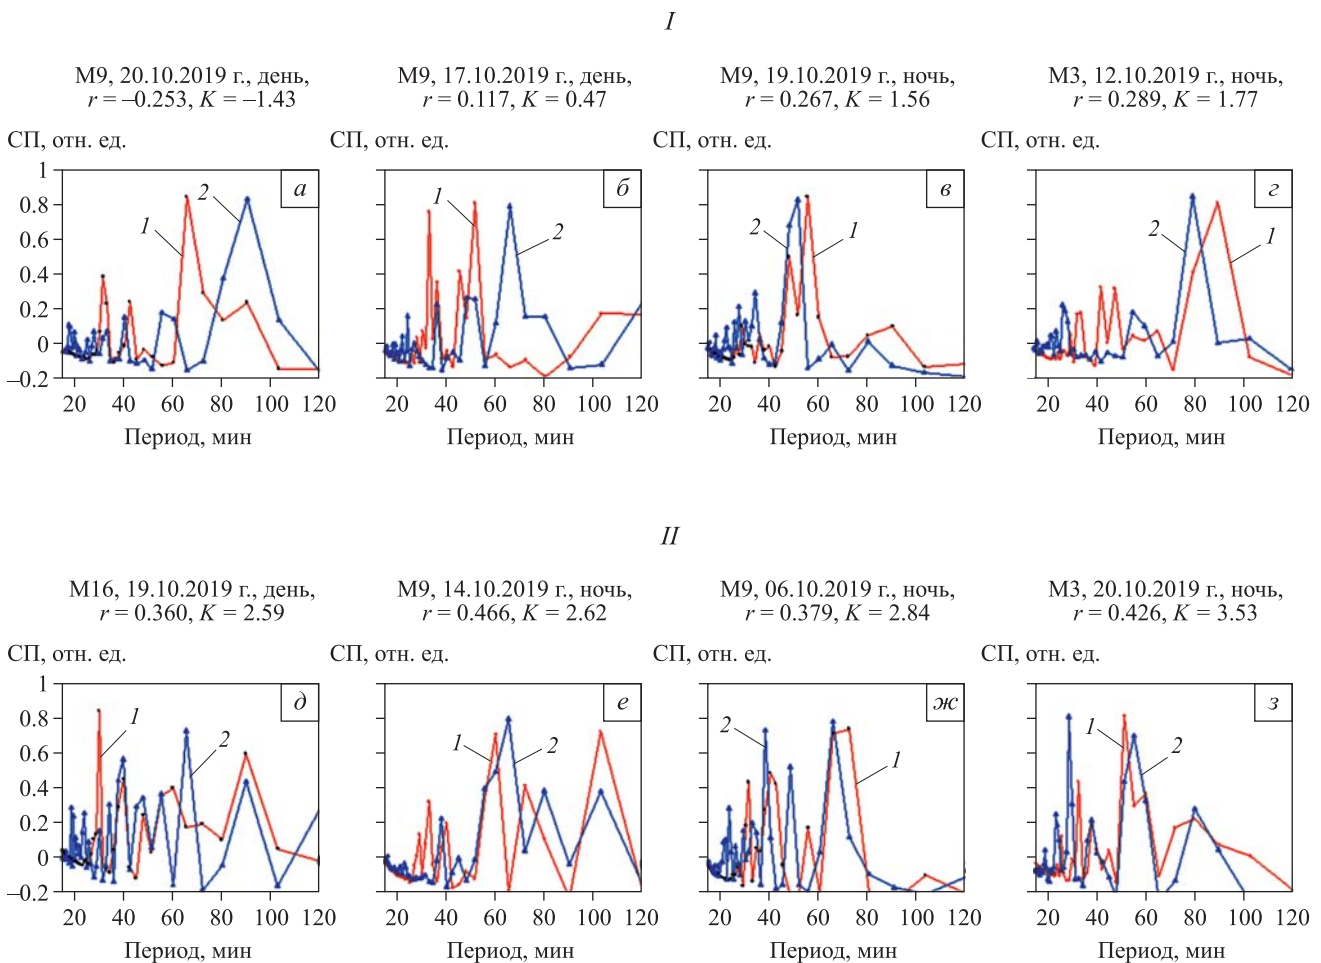 I
М9, 20.10.2019 г., день,
r = –0.253, K = –1.43
М9, 17.10.2019 г., день,
r = 0.117, K = 0.47
М9, 19.10.2019 г., ночь,
r = 0.267, K = 1.56
М3, 12.10.2019 г., ночь,
r = 0.289, K = 1.77
СП, отн. ед.
СП, отн. ед.
СП, отн. ед.
СП, отн. ед.
1
0.8
0.6
0.4
0.2
0
–0.2
а
1
2
б
1
2
в
2
1
г
2
1
20 40 60 80 100 120
20 40 60 80 100 120
20 40 60 80 100 120
20 40 60 80 100 120
Период, мин
Период, мин
Период, мин
Период, мин
II
М16, 19.10.2019 г., день,
r = 0.360, K = 2.59
М9, 14.10.2019 г., ночь,
r = 0.466, K = 2.62
М9, 06.10.2019 г., ночь,
r = 0.379, K = 2.84
М3, 20.10.2019 г., ночь,
r = 0.426, K = 3.53
СП, отн. ед.
СП, отн. ед.
СП, отн. ед.
СП, отн. ед.
1
0.8
0.6
0.4
0.2
0
–0.2
д
1
2
е
1
2
ж
2
1
з
1
2
20 40 60 80 100 120
20 40 60 80 100 120
20 40 60 80 100 120
20 40 60 80 100 120
Период, мин
Период, мин
Период, мин
Период, мин